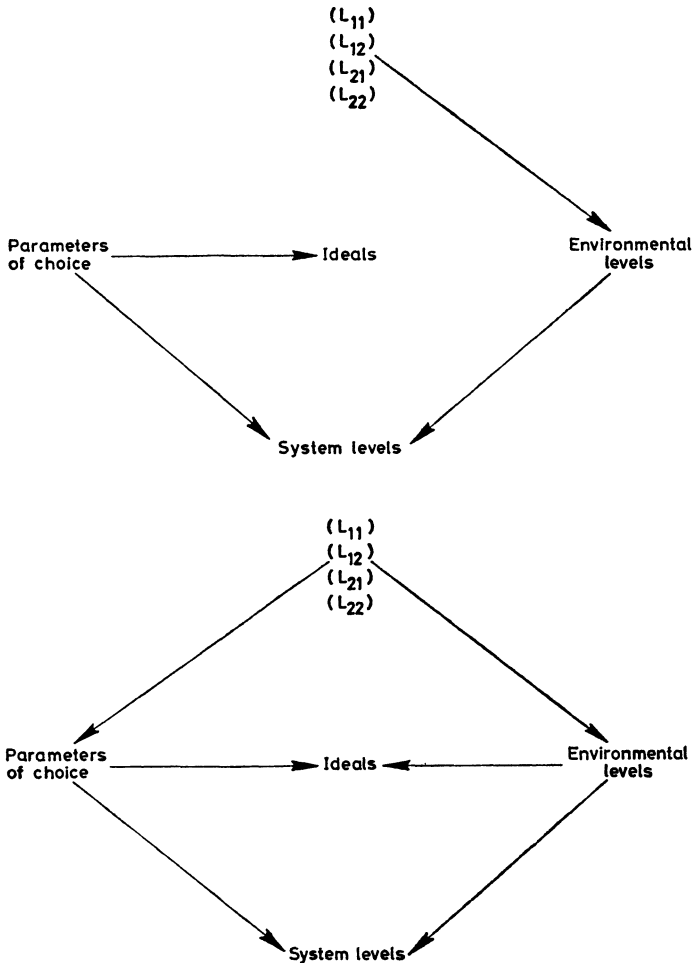 (L11)
(L12)
(L21)
(L22)
Parameters
of choice
Ideals
Environmental
levels
System levels
(L11)
(L12)
(L21)
(L22)
Parameters
of choice
Ideals
Environmental
levels
System levels